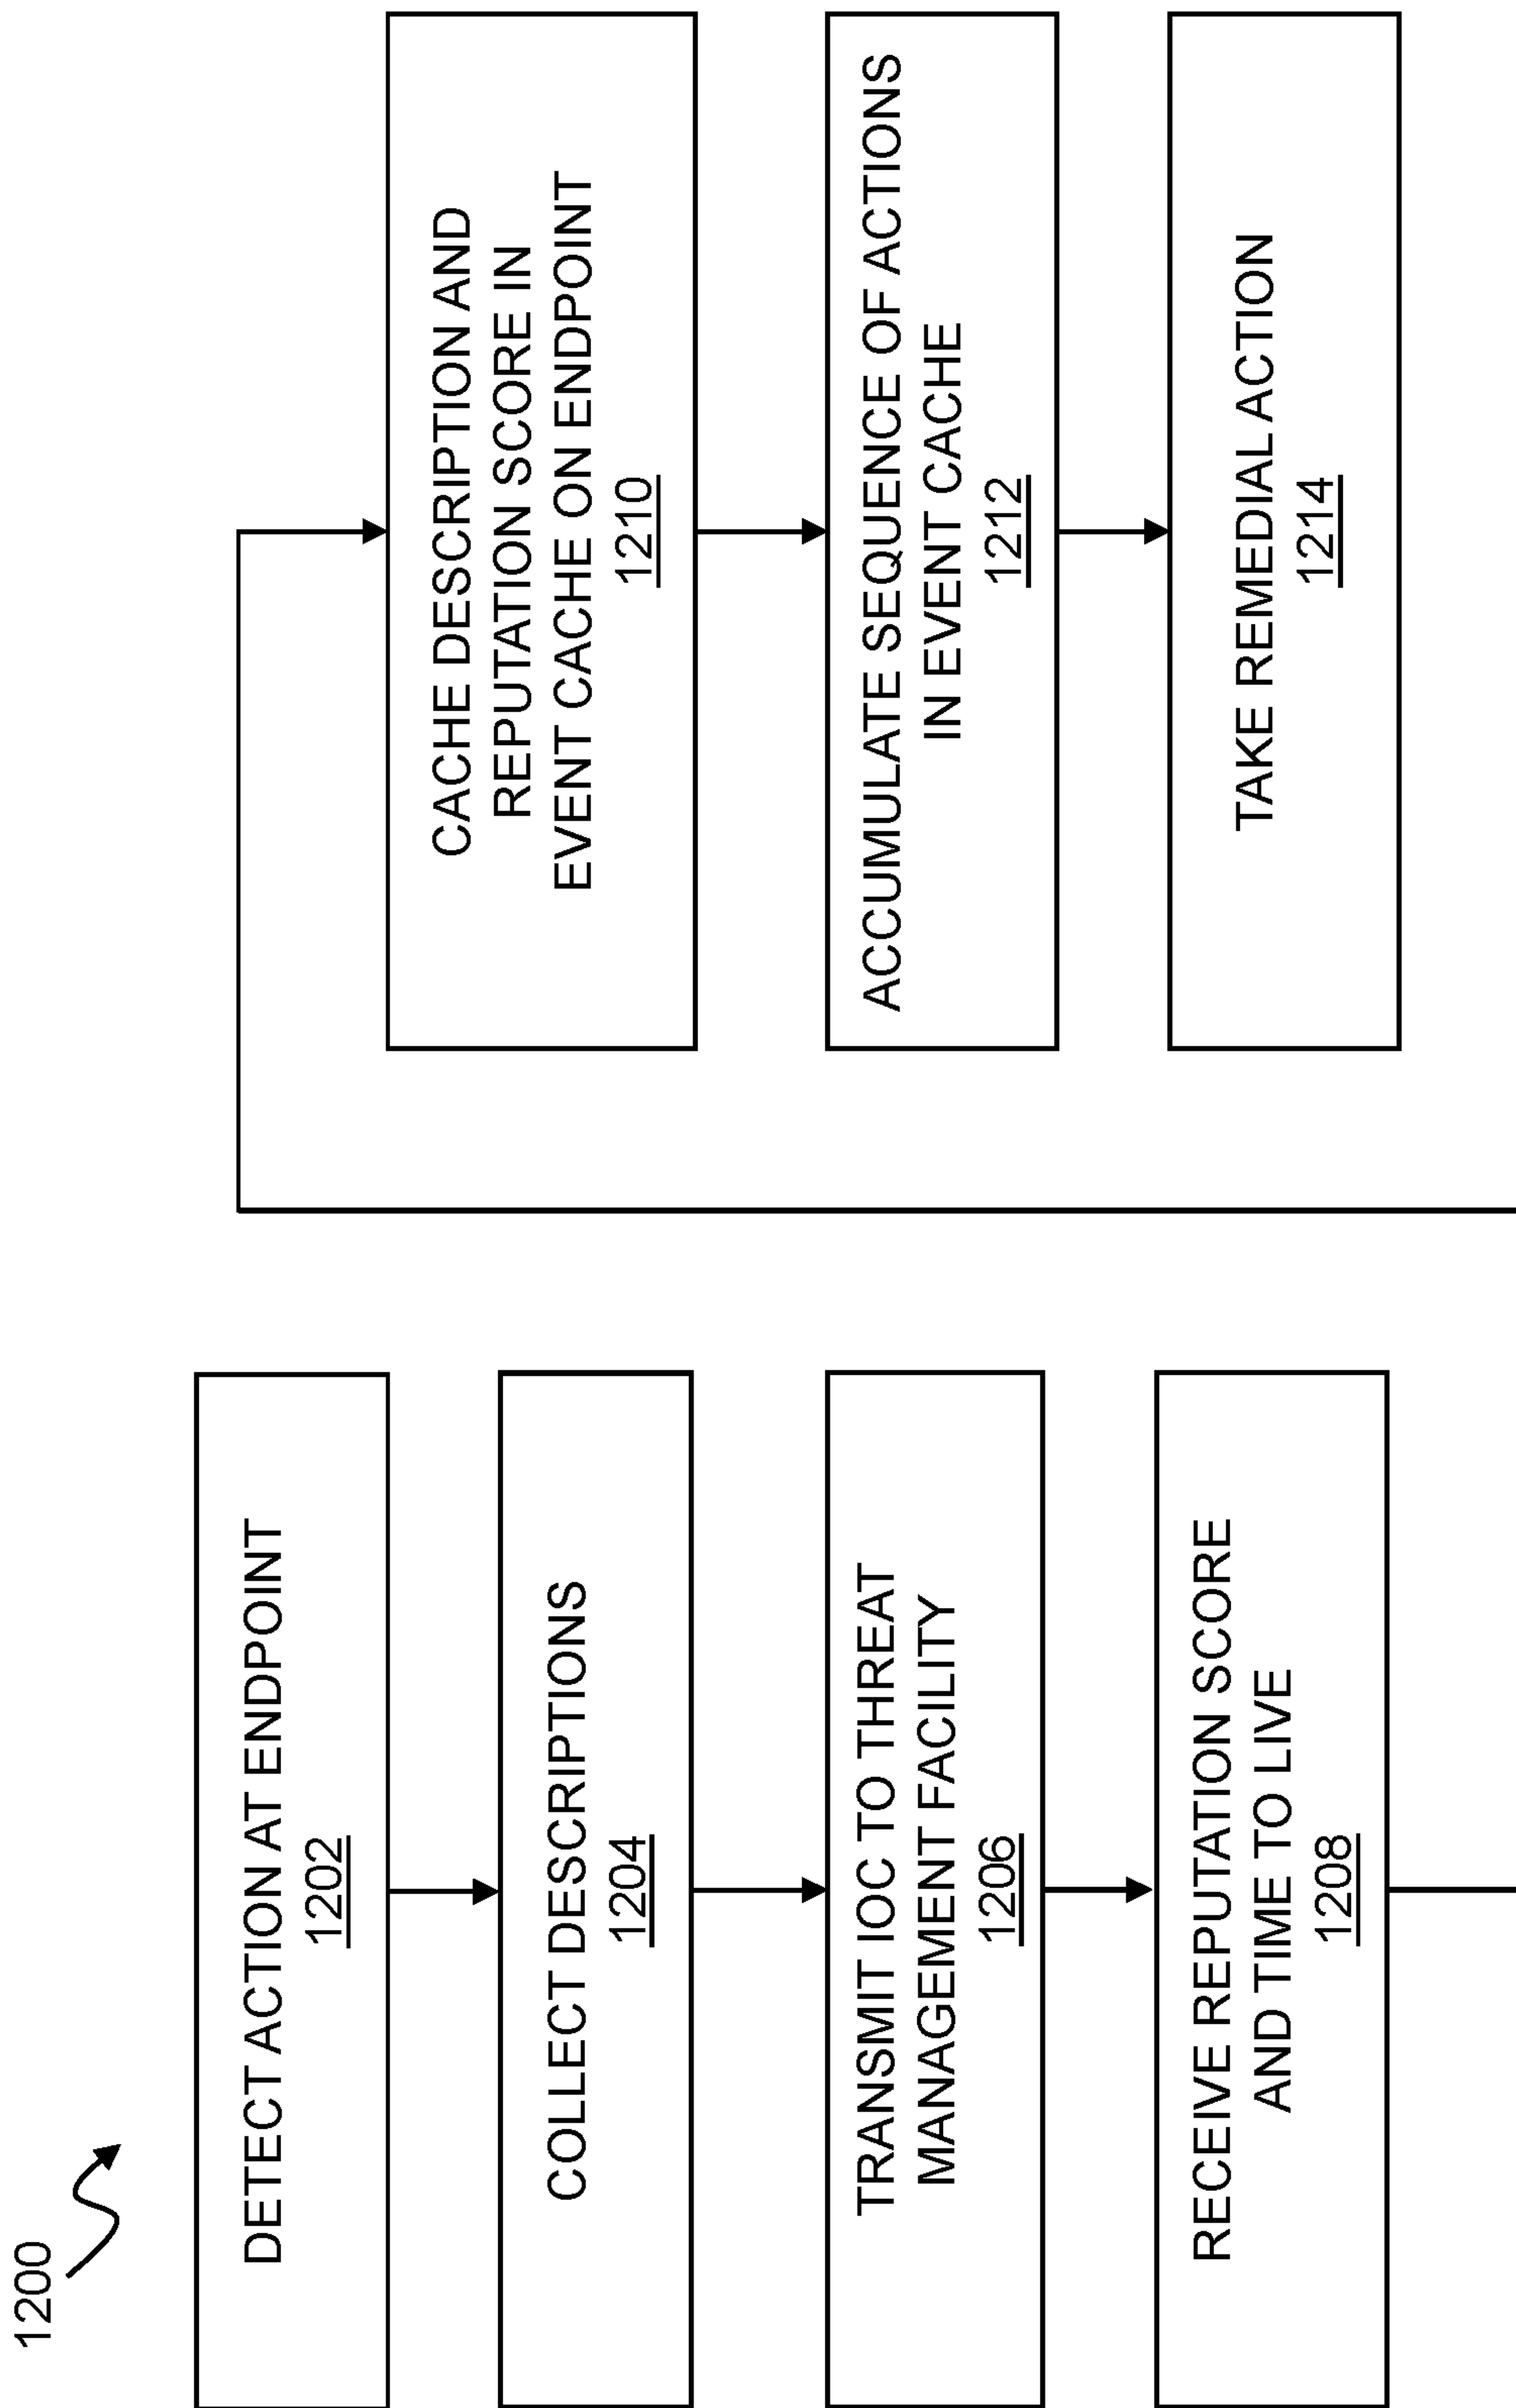 1200
DETECT ACTION AT ENDPOINT
1202
COLLECT DESCRIPTIONS
1204
TRANSMIT IOC TO THREAT
MANAGEMENT FACILITY
1206
RECEIVE REPUTATION SCORE
AND TIME TO LIVE
1208
CACHE DESCRIPTION AND
REPUTATION SCORE IN
EVENT CACHE ON ENDPOINT
1210
ACCUMULATE SEQUENCE OF ACTIONS
IN EVENT CACHE
1212
TAKE REMEDIAL ACTION
1214